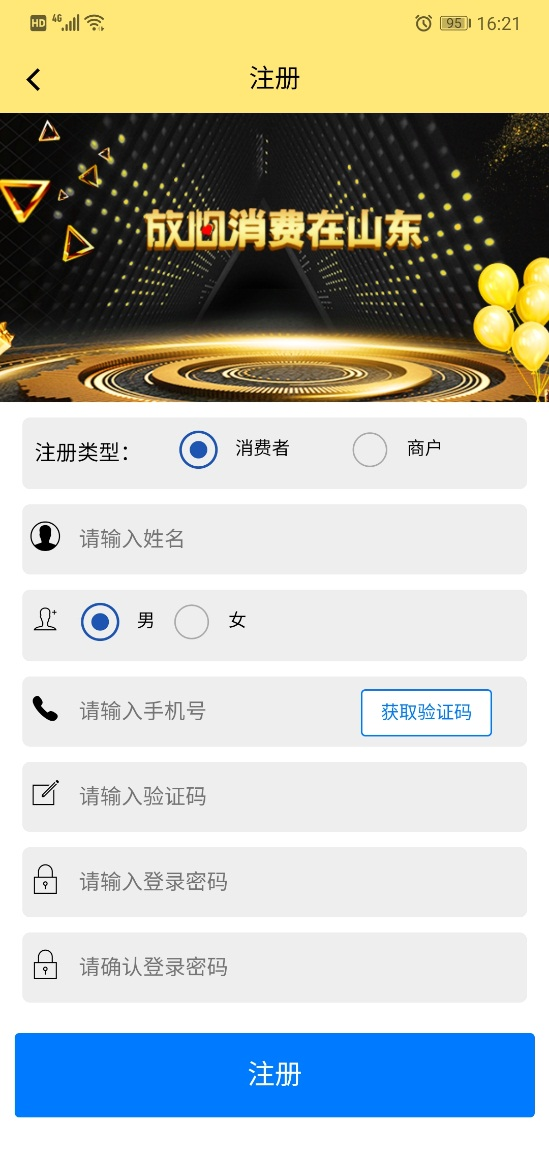 HD 4G 95 16:21
注册
放心消费在山东
注册类型：
消费者
商户
请输入姓名
男
女
请输入手机号
获取验证码
请输入验证码
请输入登录密码
请确认登录密码
注册